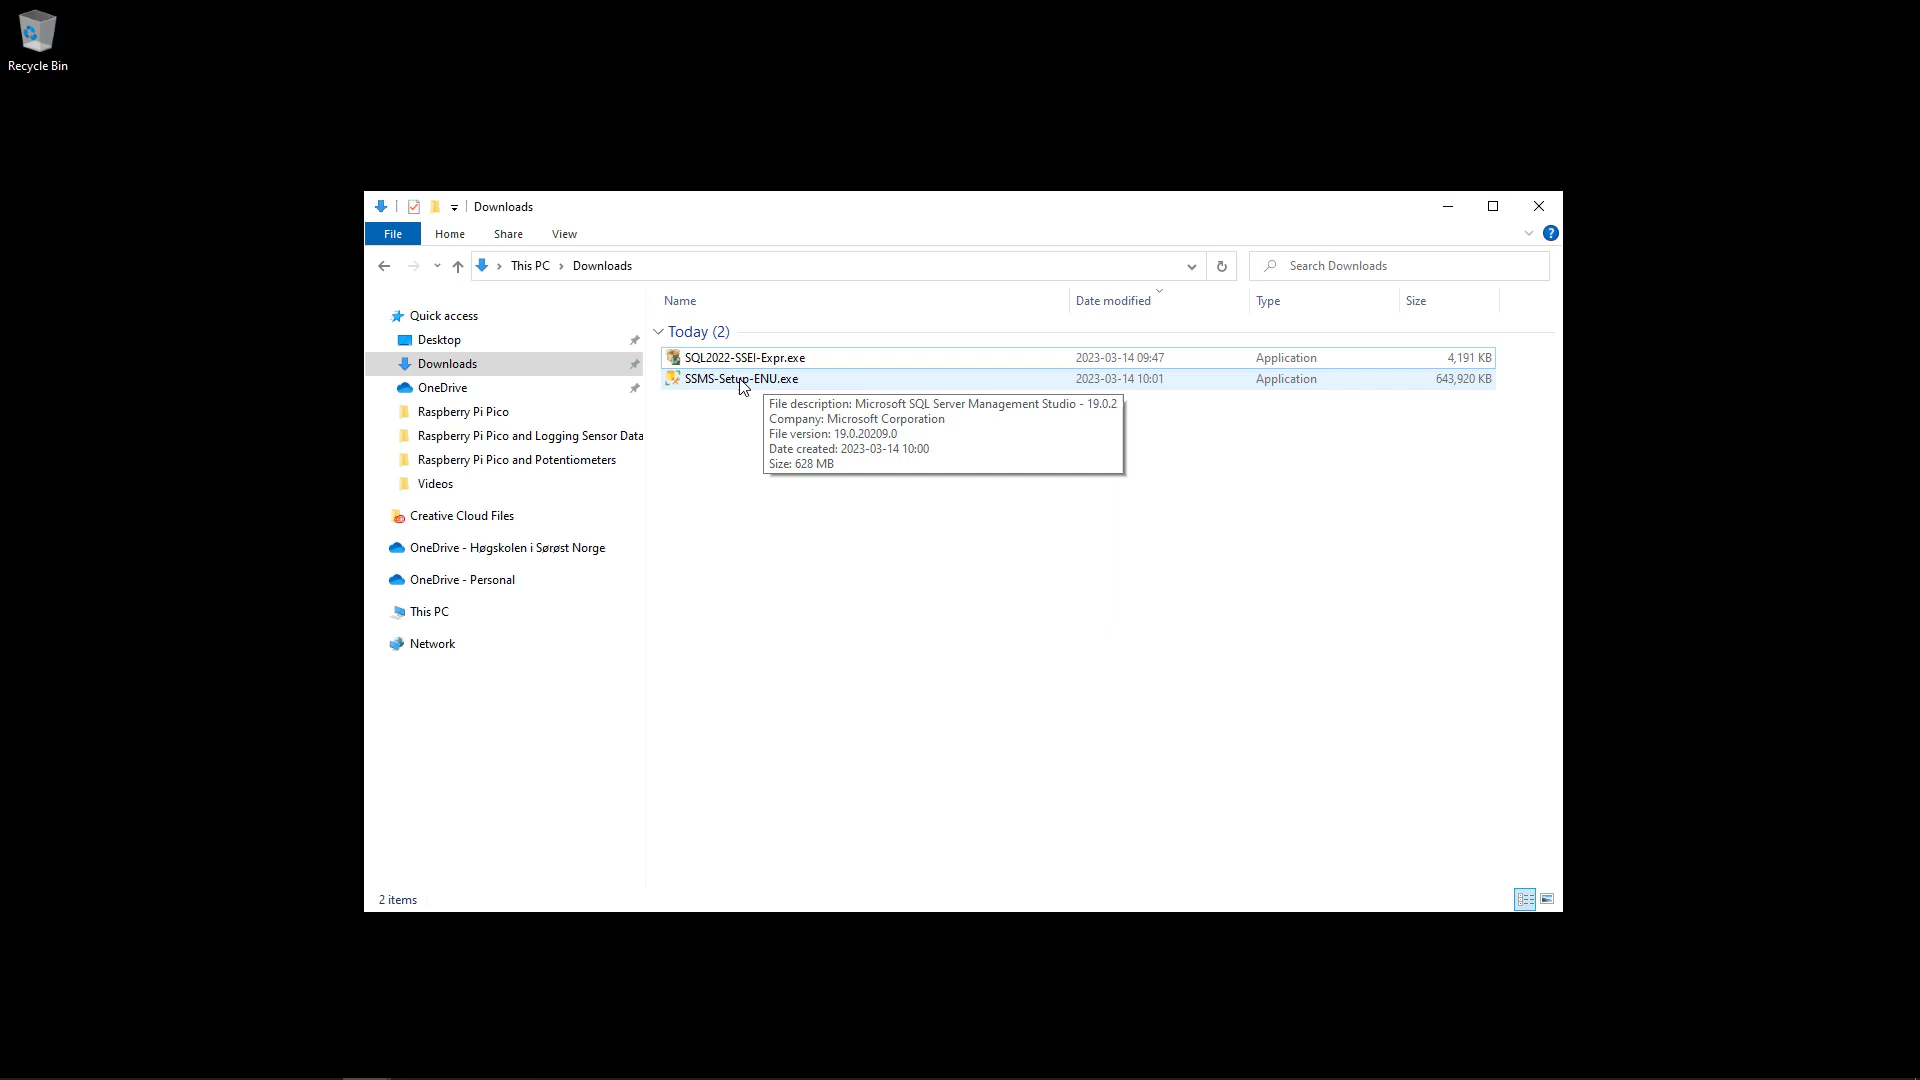 Recycle Bin
Downloads
File Home Share View
This PC Downloads
Search Downloads
Name Date modified Type Size
Quick access
Desktop
Downloads
OneDrive
Raspberry Pi Pico
Raspberry Pi Pico and Logging Sensor Data
Raspberry Pi Pico and Potentiometers
Videos
Creative Cloud Files
OneDrive - Høgskolen i Sørøst Norge
OneDrive - Personal
This PC
Network
Today (2)
SQL2022-SSEI-Expr.exe 2023-03-14 09:47 Application 4,191 KB
SSMS-Setup-ENU.exe 2023-03-14 10:01 Application 643,920 KB
File description: Microsoft SQL Server Management Studio - 19.0.2
Company: Microsoft Corporation
File version: 19.0.20209.0
Date created: 2023-03-14 10:00
Size: 628 MB
2 items